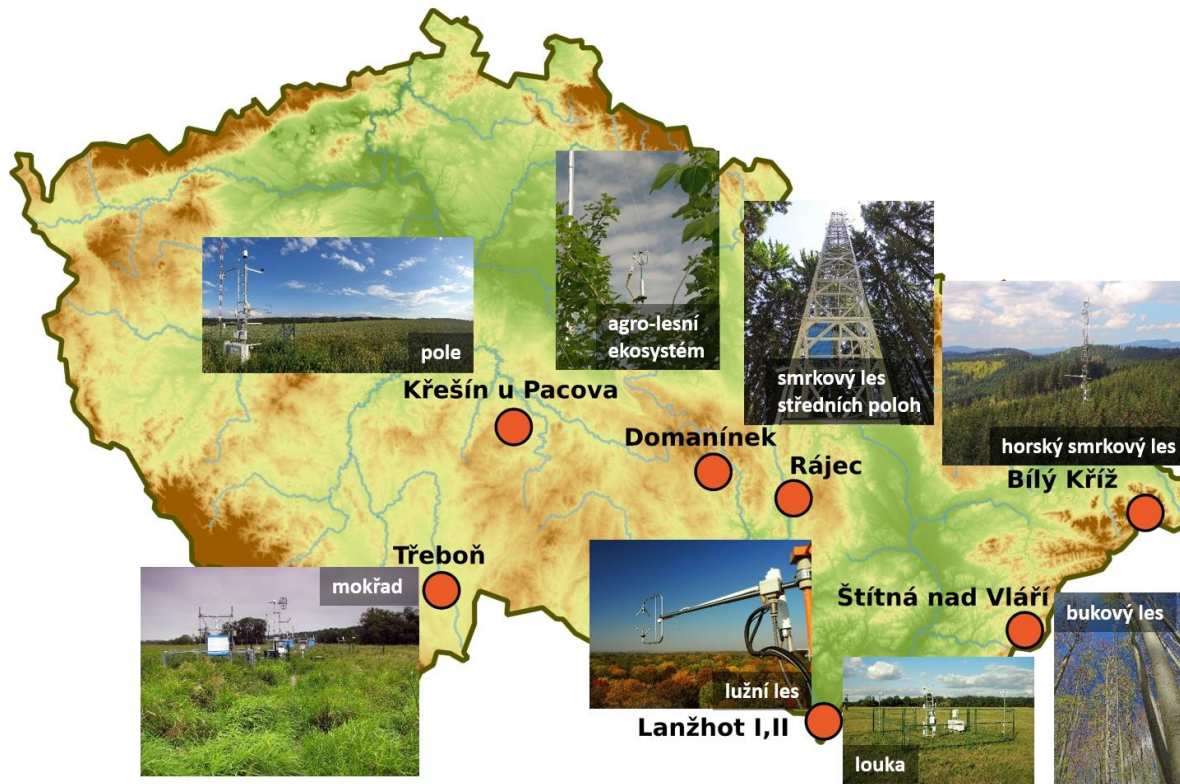 pole
agro-lesní
ekosystém
smrkový les
středních poloh
horský smrkový les
Křešín u Pacova
Domanínek
Rájec
Bílý Kříž
Třeboň
mokřad
Štítná nad Vláří
bukový les
lužní les
Lanžhot I,II
louka